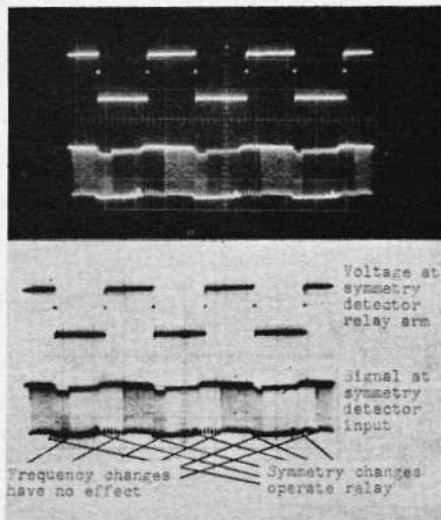 Voltage at
symmetry
detector
relay arm
Signal at
symmetry
detector
input
Frequency changes
have no effect
Symmetry changes
operate relay